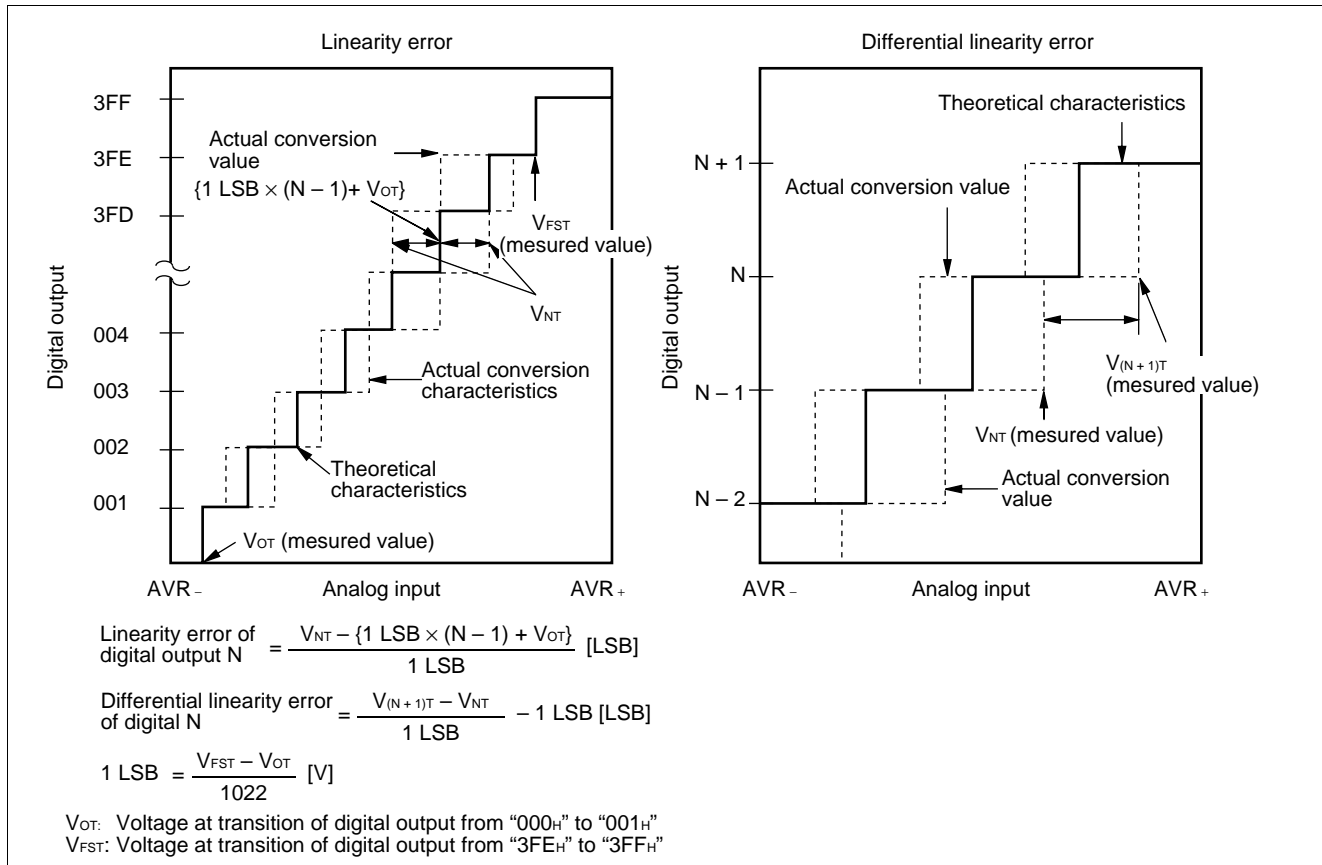 Linearity error
3FF
3FE
3FD
004
003
002
001
Digital output
Actual conversion
value
{1 LSB × (N – 1)+ VOT}
VFST
(mesured value)
VNT
Actual conversion
characteristics
Theoretical
characteristics
VOT (mesured value)
AVR –
Analog input
AVR +
Differential linearity error
Theoretical characteristics
N + 1
Actual conversion value
N
Digital output
V(N + 1)T
(mesured value)
N – 1
VNT (mesured value)
Actual conversion
value
N – 2
AVR –
Analog input
AVR +
Linearity error of
digital output N
= VNT – {1 LSB × (N – 1) + VOT}
1 LSB
[LSB]
Differential linearity error
of digital N
= V(N + 1)T – VNT
1 LSB
– 1 LSB [LSB]
1 LSB = VFST – VOT
1022
[V]
VOT: Voltage at transition of digital output from “000H” to “001H”
VFST: Voltage at transition of digital output from “3FEH” to “3FFH”